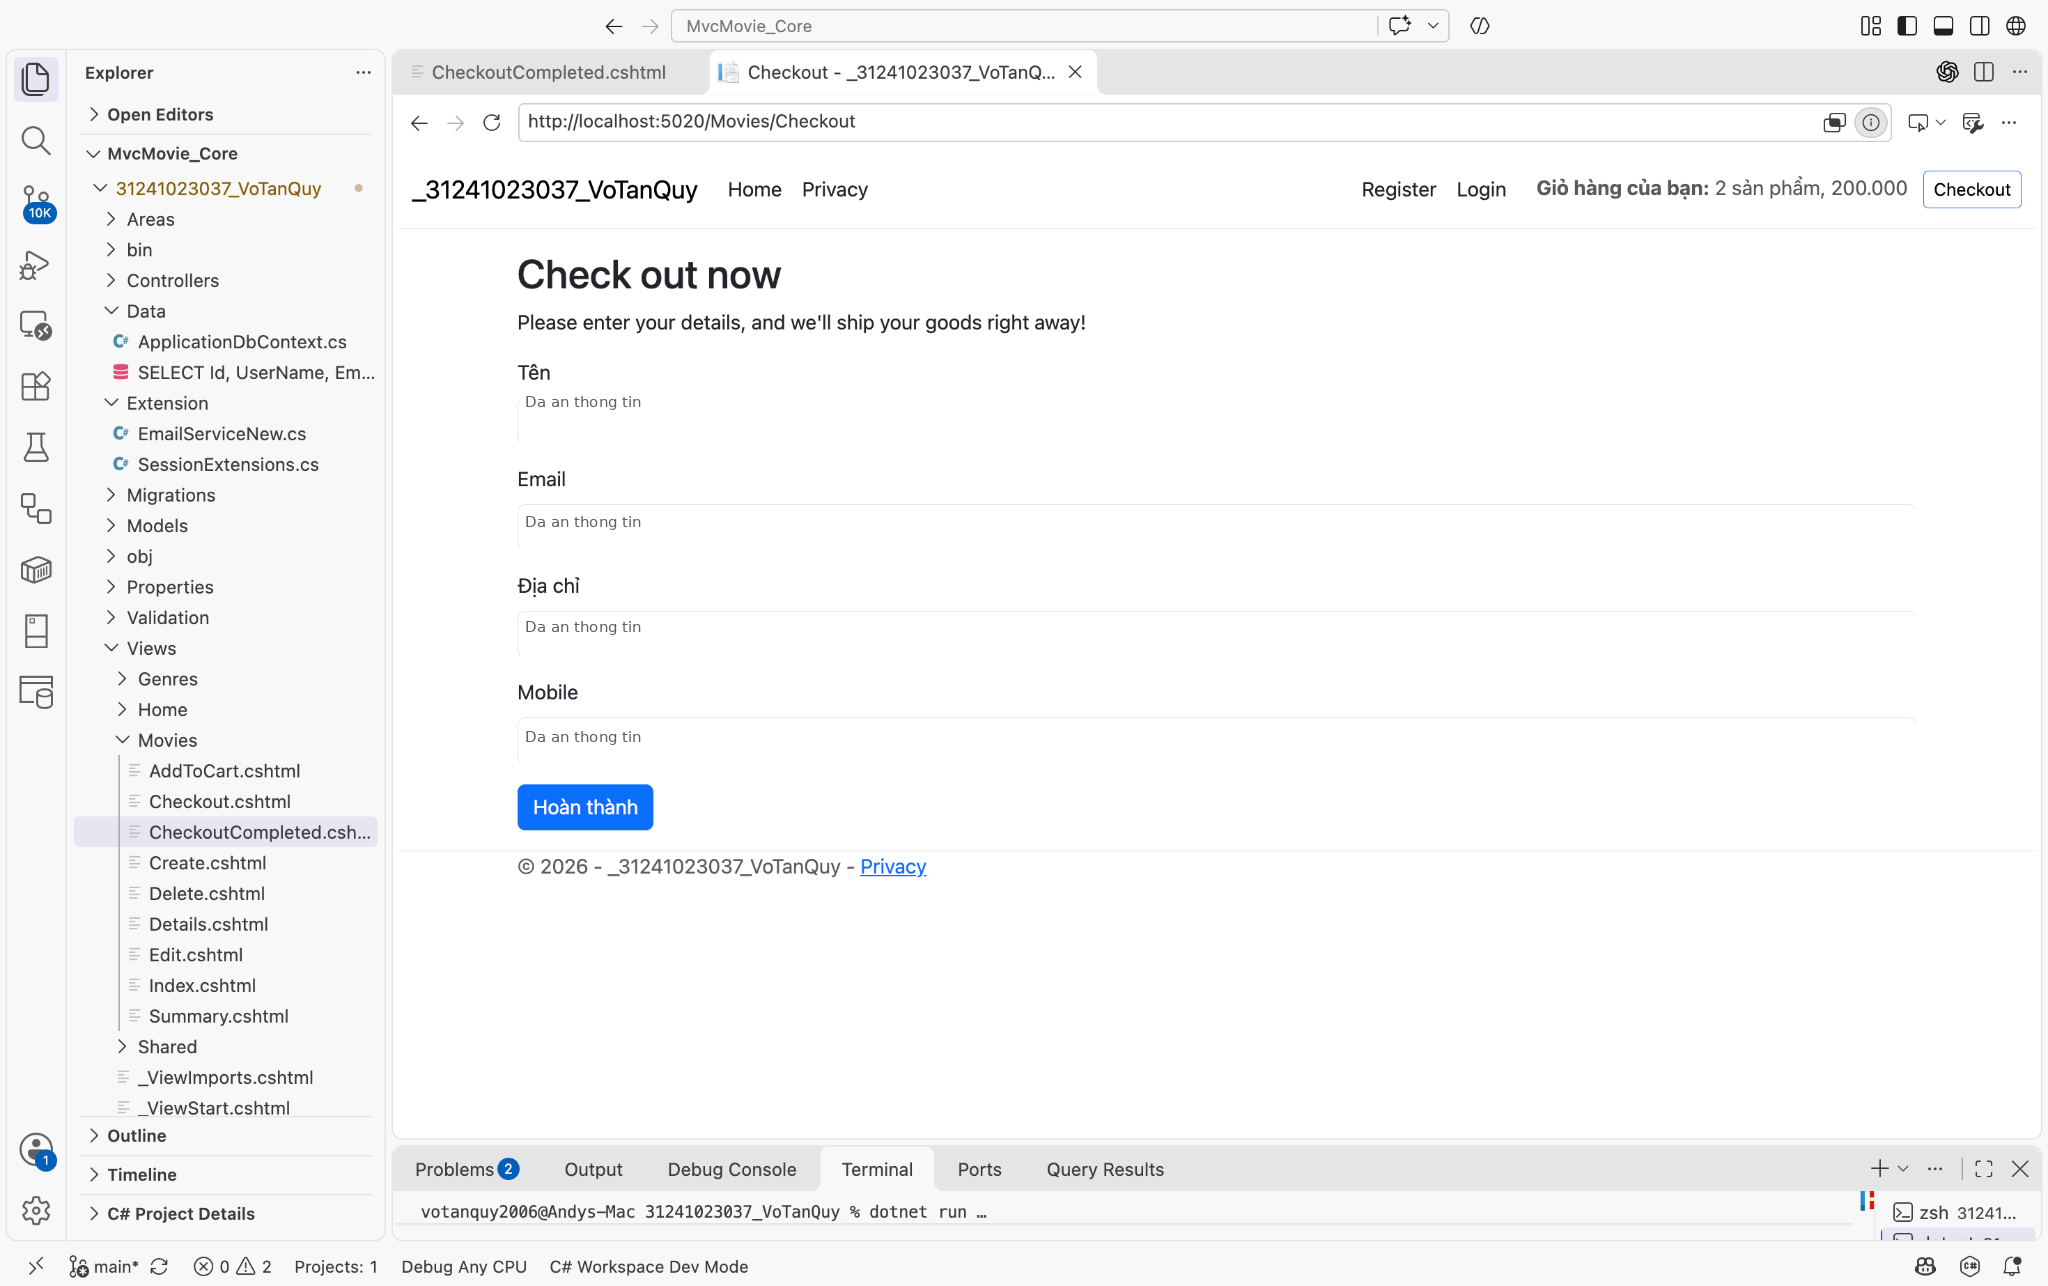 MvcMovie_Core
Explorer
Open Editors
MvcMovie_Core
31241023037_VoTanQuy
Areas
bin
Controllers
Data
ApplicationDbContext.cs
SELECT Id, UserName, Em...
Extension
EmailServiceNew.cs
SessionExtensions.cs
Migrations
Models
obj
Properties
Validation
Views
Genres
Home
Movies
AddToCart.cshtml
Checkout.cshtml
CheckoutCompleted.csh...
Create.cshtml
Delete.cshtml
Details.cshtml
Edit.cshtml
Index.cshtml
Summary.cshtml
Shared
_ViewImports.cshtml
_ViewStart.cshtml
Outline
Timeline
C# Project Details
10K
1
CheckoutCompleted.cshtml
Checkout - _31241023037_VoTanQ...
http://localhost:5020/Movies/Checkout
_31241023037_VoTanQuy Home Privacy Register Login Giỏ hàng của bạn: 2 sản phẩm, 200.000 Checkout
Check out now
Please enter your details, and we'll ship your goods right away!
Tên
Da an thong tin
Email
Da an thong tin
Địa chỉ
Da an thong tin
Mobile
Da an thong tin
Hoàn thành
© 2026 - _31241023037_VoTanQuy - Privacy
Problems 2 Output Debug Console Terminal Ports Query Results
votanquy2006@Andys-Mac 31241023037_VoTanQuy % dotnet run …
zsh 31241...
main* 0 2 Projects: 1 Debug Any CPU C# Workspace Dev Mode